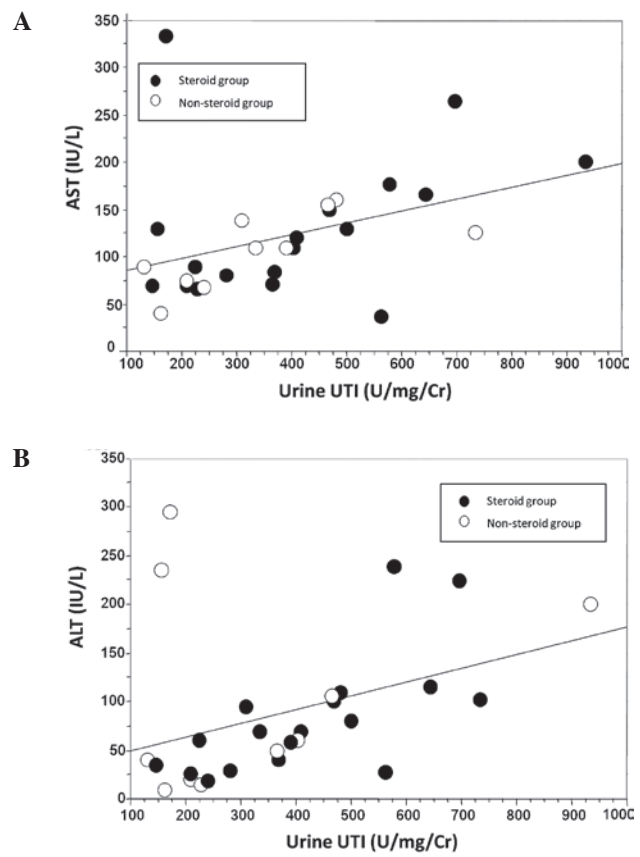 A
350
300
250
200
150
100
50
0
AST (IU/L)
Steroid group
Non-steroid group
100 200 300 400 500 600 700 800 900 1000
Urine UTI (U/mg/Cr)
B
350
300
250
200
150
100
50
0
ALT (IU/L)
Steroid group
Non-steroid group
100 200 300 400 500 600 700 800 900 1000
Urine UTI (U/mg/Cr)